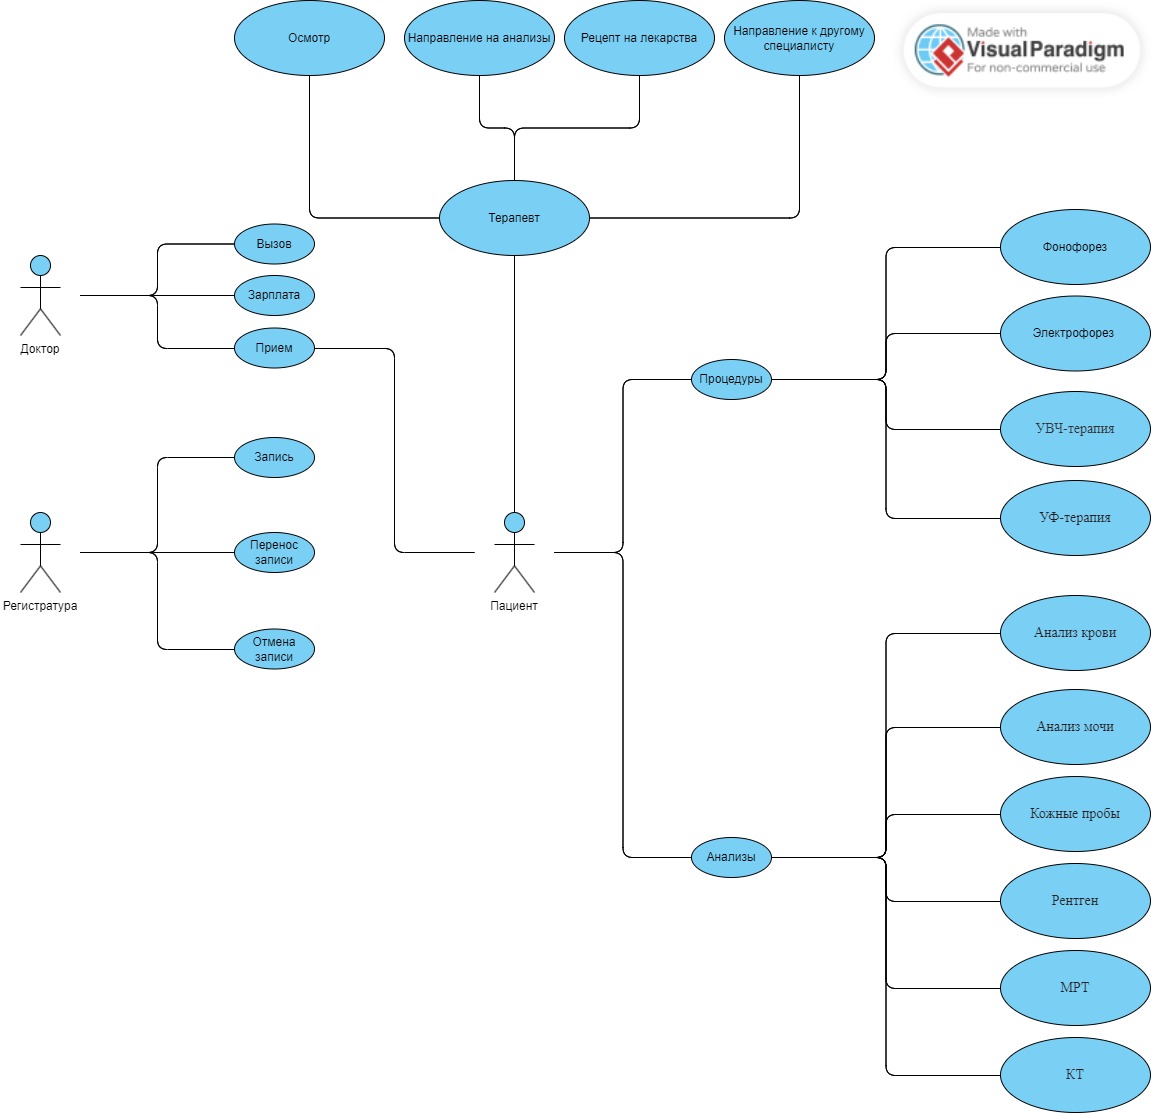 Осмотр
Направление на анализы
Рецепт на лекарства
Направление к другому
специалисту
Made with
Visual Paradigm
For non-commercial use
Терапевт
Вызов
Зарплата
Прием
Доктор
Фонофорез
Электрофорез
Процедуры
УВЧ-терапия
УФ-терапия
Запись
Перенос
записи
Отмена
записи
Регистратура
Пациент
Анализ крови
Анализ мочи
Кожные пробы
Анализы
Рентген
МРТ
КТ